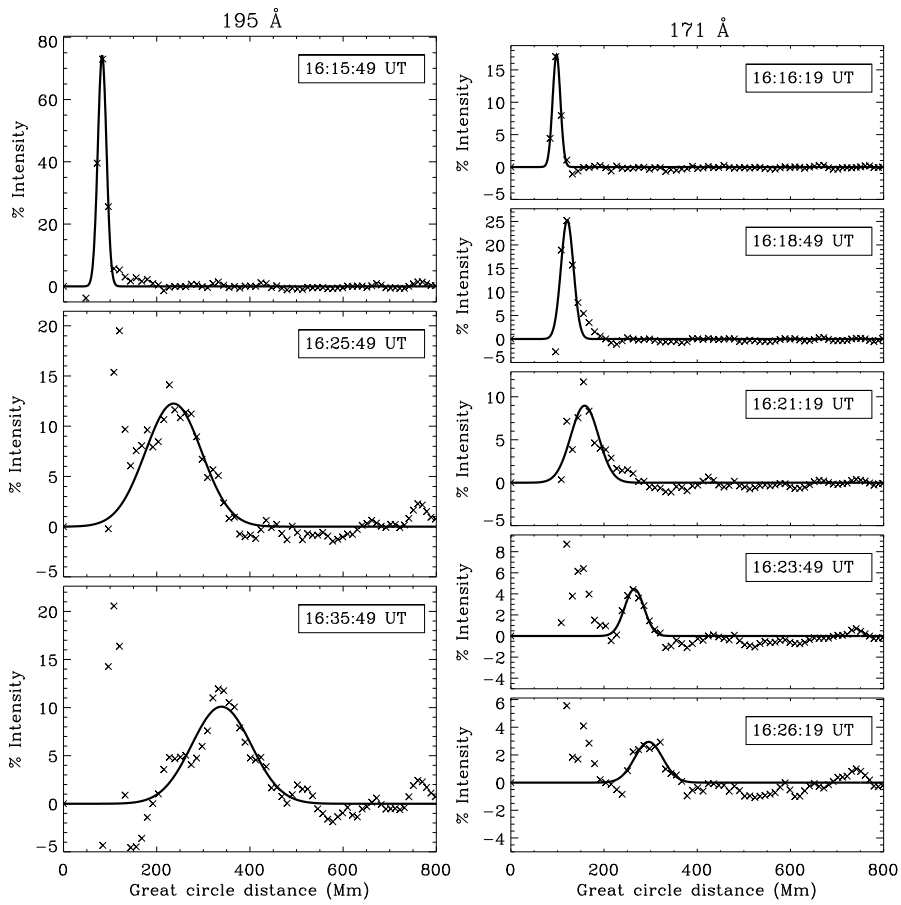 195 Å
% Intensity
80
60
40
20
0
16:15:49 UT
% Intensity
20
15
10
5
0
−5
16:25:49 UT
% Intensity
20
15
10
5
0
−5
16:35:49 UT
0 200 400 600 800
Great circle distance (Mm)
171 Å
% Intensity
15
10
5
0
−5
16:16:19 UT
% Intensity
25
20
15
10
5
0
−5
16:18:49 UT
% Intensity
10
5
0
−5
16:21:19 UT
% Intensity
8
6
4
2
0
−2
−4
16:23:49 UT
% Intensity
6
4
2
0
−2
−4
16:26:19 UT
0 200 400 600 800
Great circle distance (Mm)